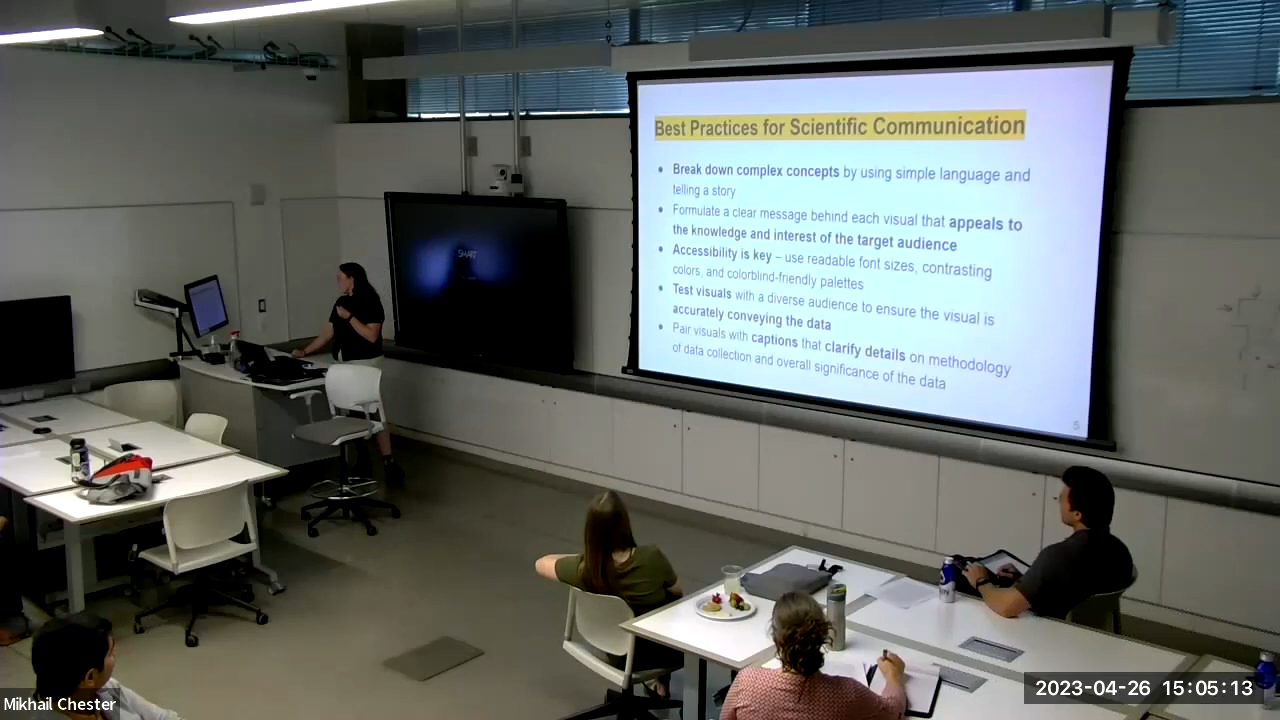 Best Practices for Scientific Communication
• Break down complex concepts by using simple language and
telling a story
• Formulate a clear message behind each visual that appeals to
the knowledge and interest of the target audience
• Accessibility is key – use readable font sizes, contrasting
colors, and colorblind-friendly palettes
• Test visuals with a diverse audience to ensure the visual is
accurately conveying the data
• Pair visuals with captions that clarify details on methodology
of data collection and overall significance of the data
5
SMART
Mikhail Chester
2023-04-26 15:05:13